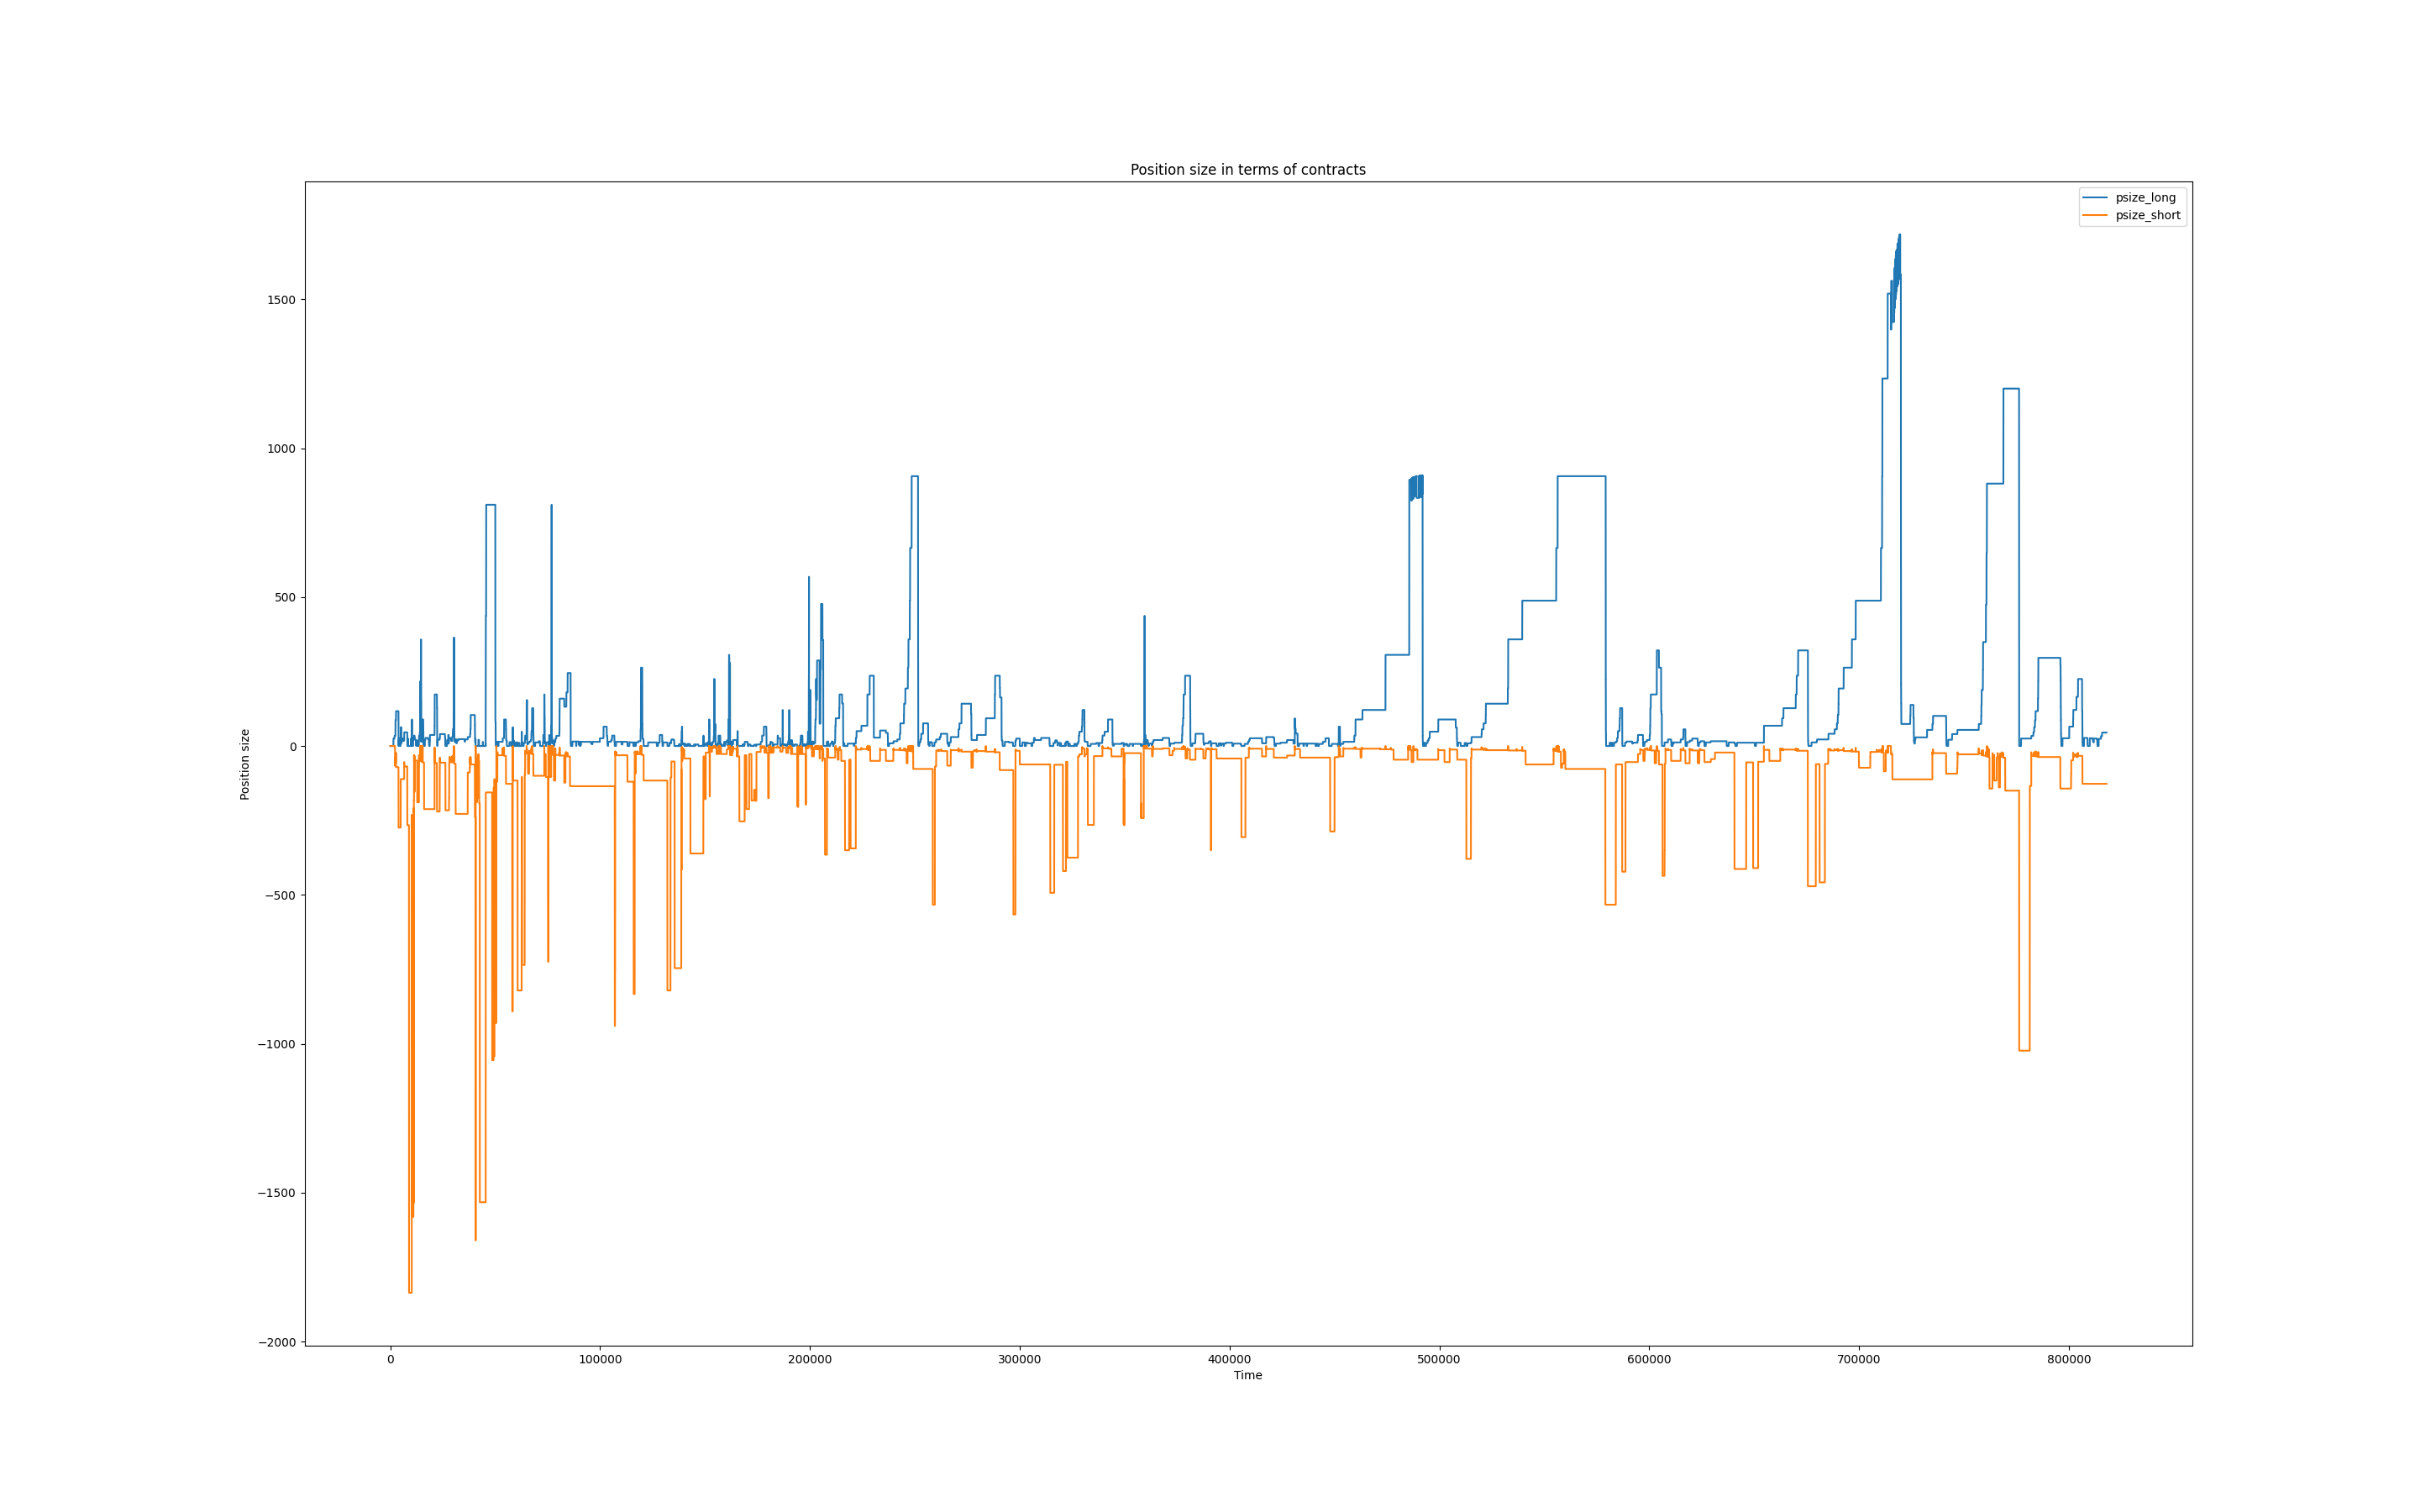 Position size in terms of contracts
psize_long
psize_short
1500
1000
500
0
−500
−1000
−1500
−2000
Position size
0 100000 200000 300000 400000 500000 600000 700000 800000
Time